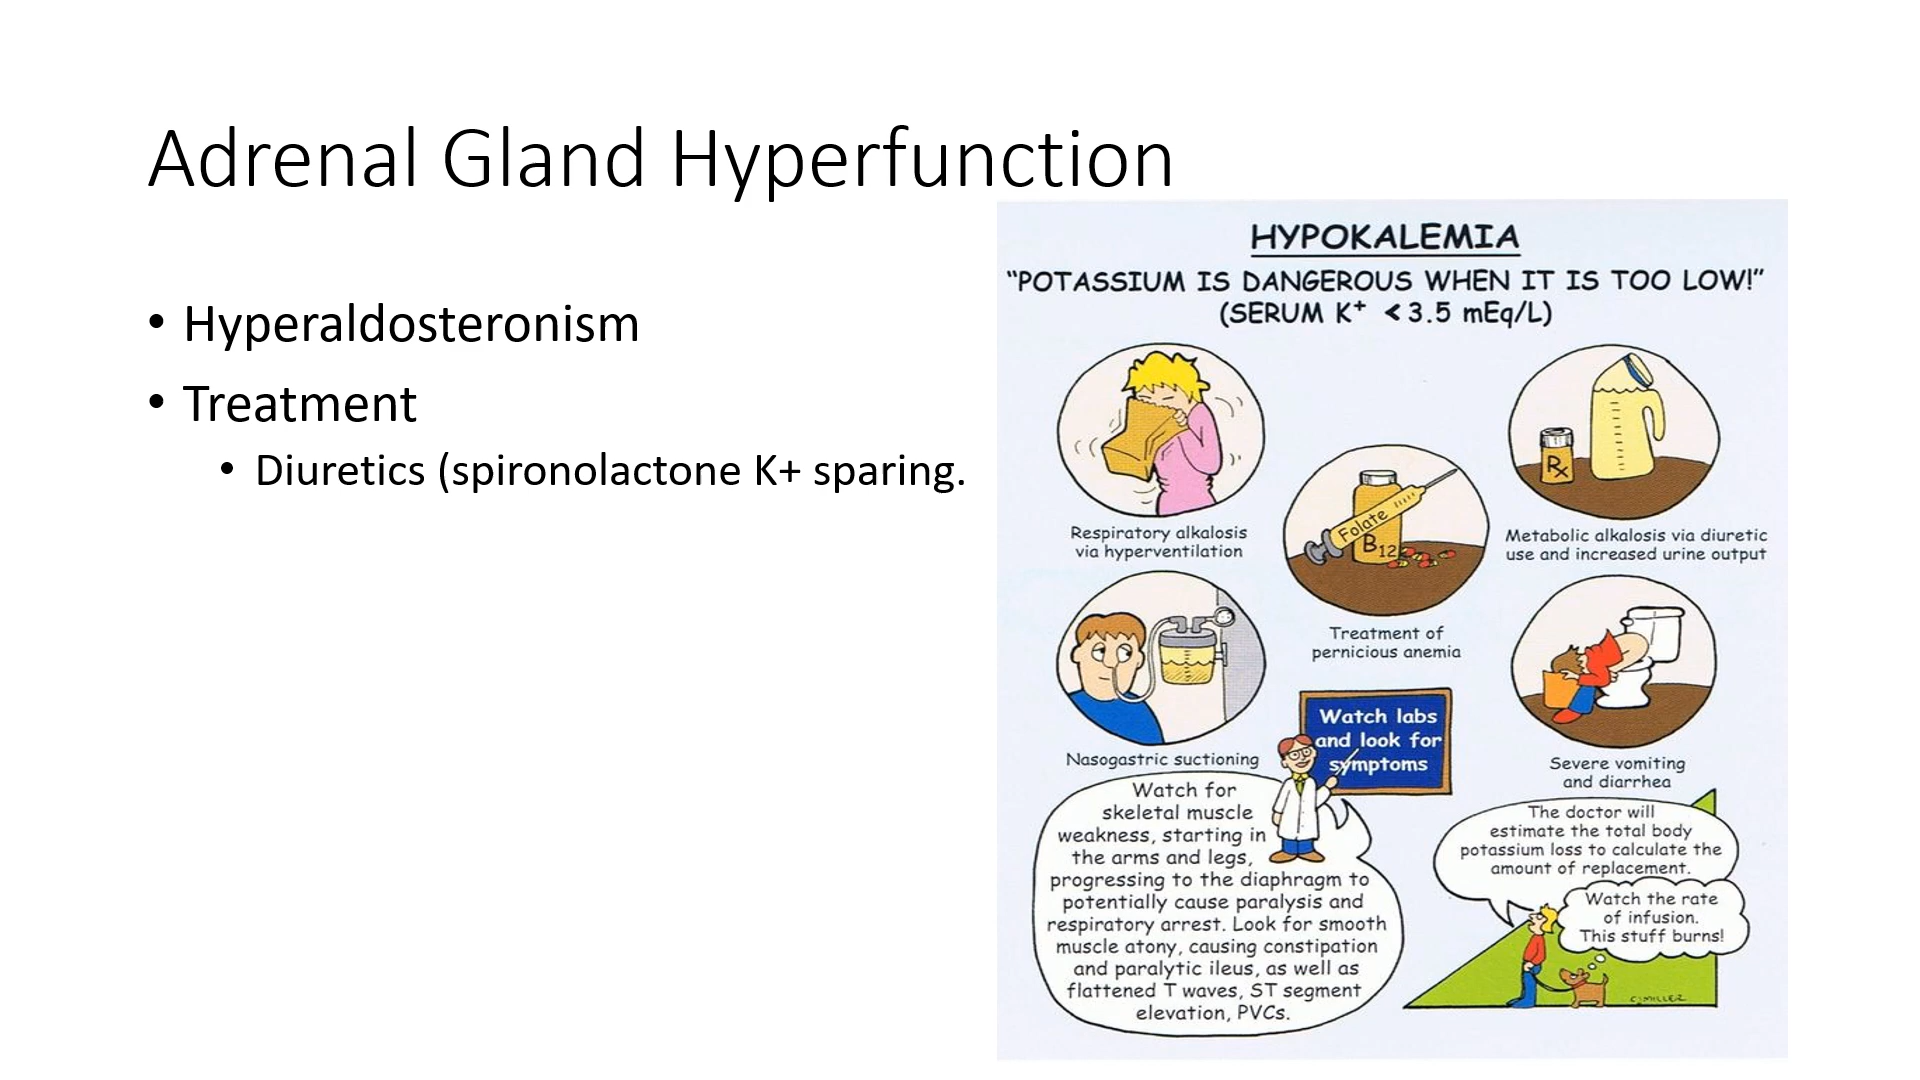 Adrenal Gland Hyperfunction
• Hyperaldosteronism
• Treatment
• Diuretics (spironolactone K+ sparing.
HYPOKALEMIA
“POTASSIUM IS DANGEROUS WHEN IT IS TOO LOW!”
(SERUM K⁺ <3.5 mEq/L)
Respiratory alkalosis
via hyperventilation
Folate
B12
Treatment of
pernicious anemia
Rx
Metabolic alkalosis via diuretic
use and increased urine output
Nasogastric suctioning
Severe vomiting
and diarrhea
Watch labs
and look for
symptoms
Watch for
skeletal muscle
weakness, starting in
the arms and legs,
progressing to the diaphragm to
potentially cause paralysis and
respiratory arrest. Look for smooth
muscle atony, causing constipation
and paralytic ileus, as well as
flattened T waves, ST segment
elevation, PVCs.
The doctor will
estimate the total body
potassium loss to calculate the
amount of replacement.
Watch the rate
of infusion.
This stuff burns!
C.MILLER